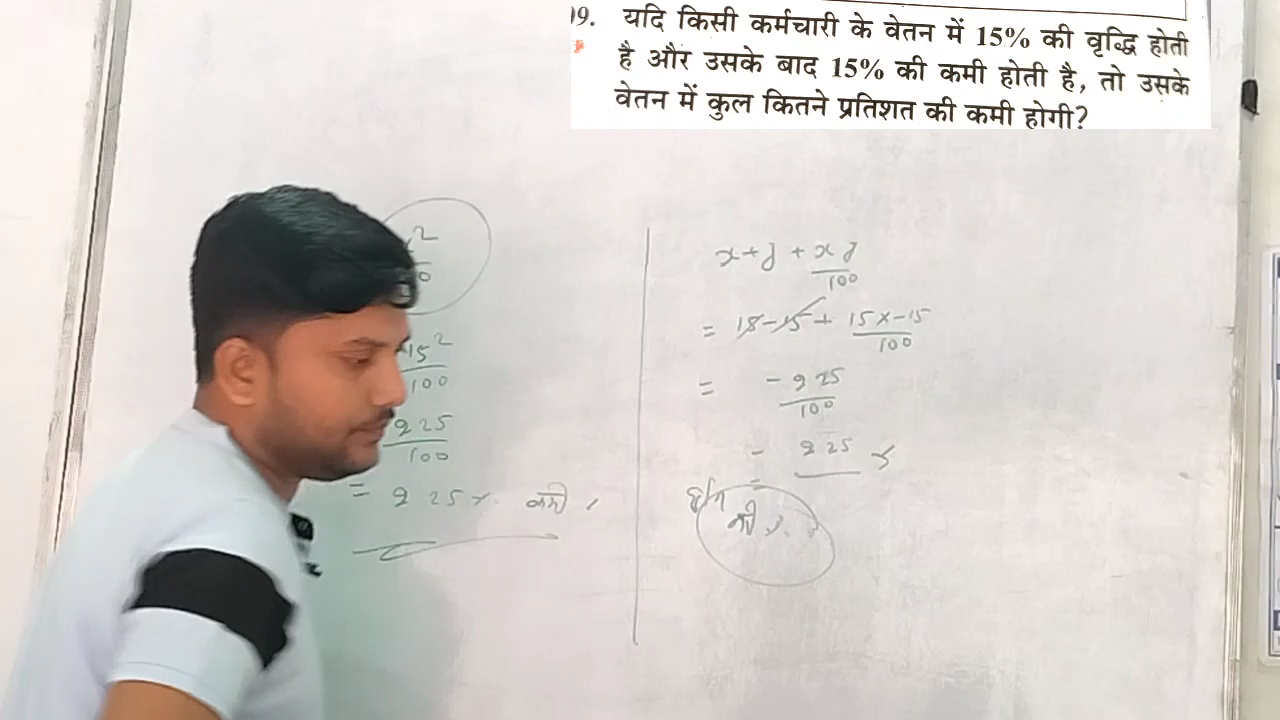 19. यदि किसी कर्मचारी के वेतन में 15% की वृद्धि होती
है और उसके बाद 15% की कमी होती है, तो उसके
वेतन में कुल कितने प्रतिशत की कमी होगी?
15²
100
225
100
= 2 25 % कमी
x+y + xy
100
= 15-15 + 15x-15
100
= - 225
100
- 2 25 %